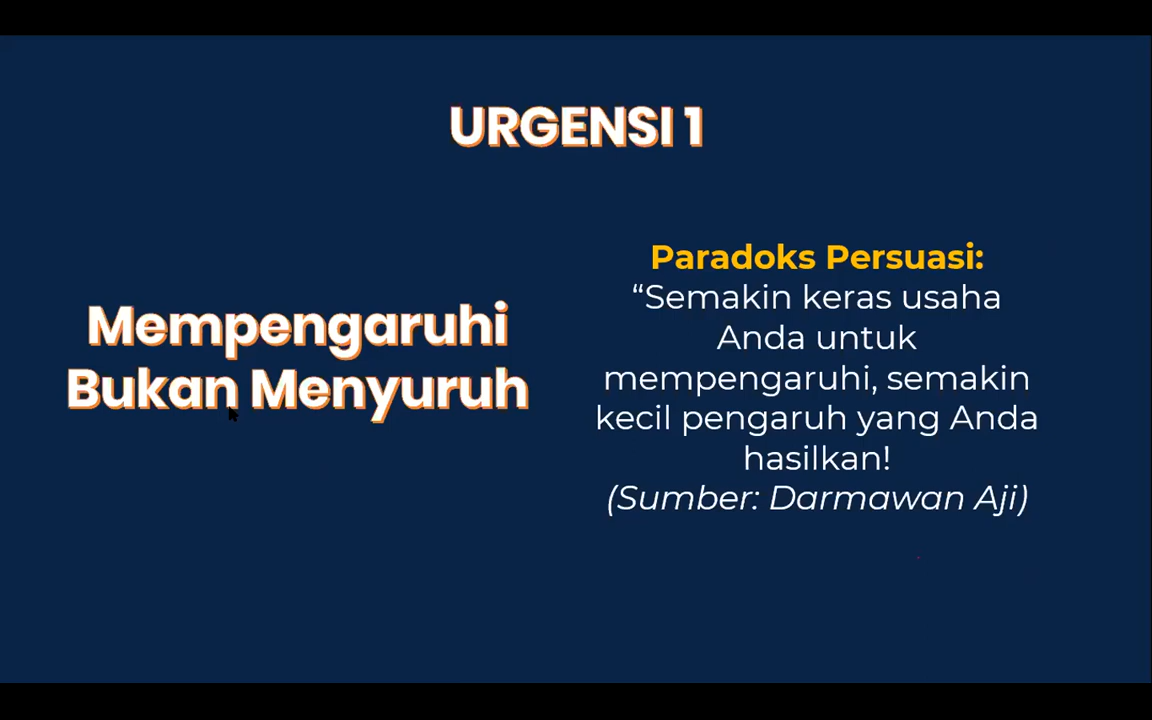 URGENSI 1
Mempengaruhi
Bukan Menyuruh
Paradoks Persuasi:
“Semakin keras usaha
Anda untuk
mempengaruhi, semakin
kecil pengaruh yang Anda
hasilkan!
(Sumber: Darmawan Aji)